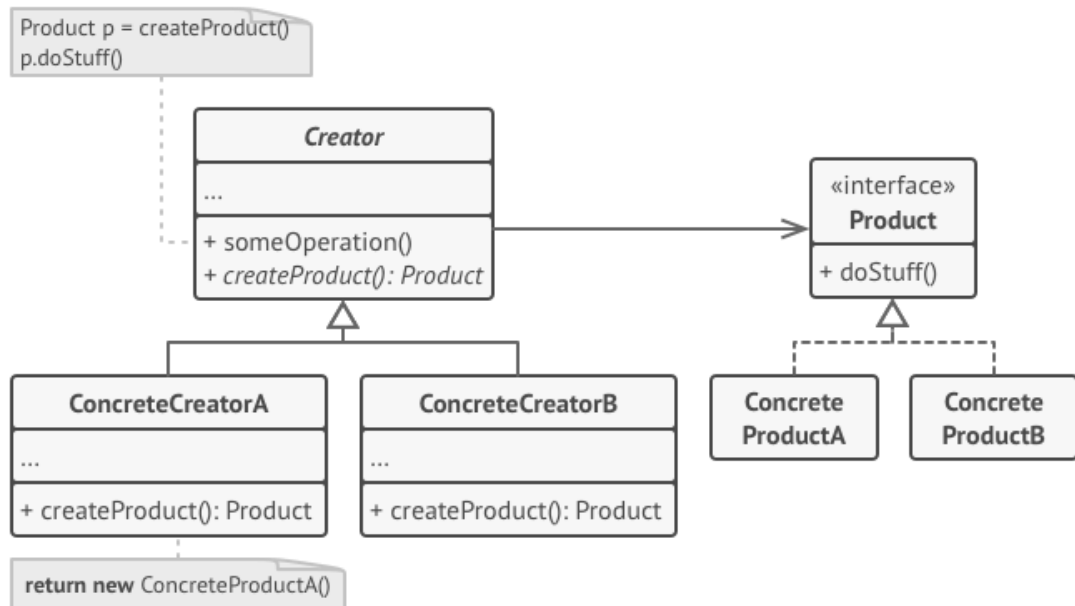 Product p = createProduct()
p.doStuff()
Creator
...
+ someOperation()
+ createProduct(): Product
«interface»
Product
+ doStuff()
ConcreteCreatorA
...
+ createProduct(): Product
ConcreteCreatorB
...
+ createProduct(): Product
Concrete
ProductA
Concrete
ProductB
return new ConcreteProductA()